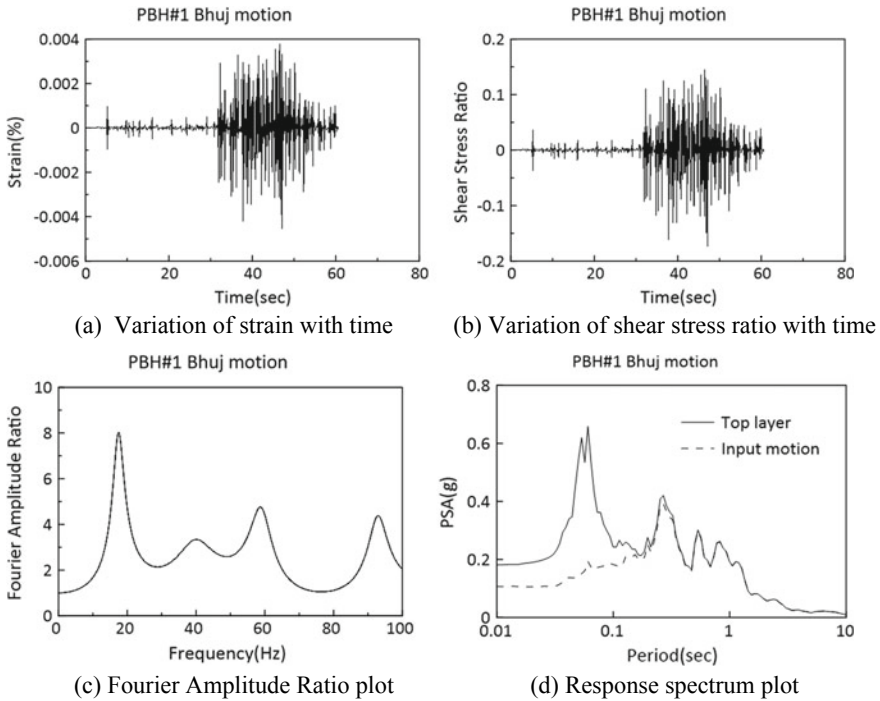 PBH#1 Bhuj motion
0.004
0.002
0
-0.002
-0.004
-0.006
Strain(%)
0 20 40 60 80
Time(sec)
(a) Variation of strain with time
PBH#1 Bhuj motion
0.2
0.1
0
-0.1
-0.2
Shear Stress Ratio
0 20 40 60 80
Time(sec)
(b) Variation of shear stress ratio with time
PBH#1 Bhuj motion
10
8
6
4
2
0
Fourier Amplitude Ratio
0 20 40 60 80 100
Frequency(Hz)
(c) Fourier Amplitude Ratio plot
PBH#1 Bhuj motion
0.8
0.6
0.4
0.2
0
PSA(g)
Top layer
Input motion
0.01 0.1 1 10
Period(sec)
(d) Response spectrum plot